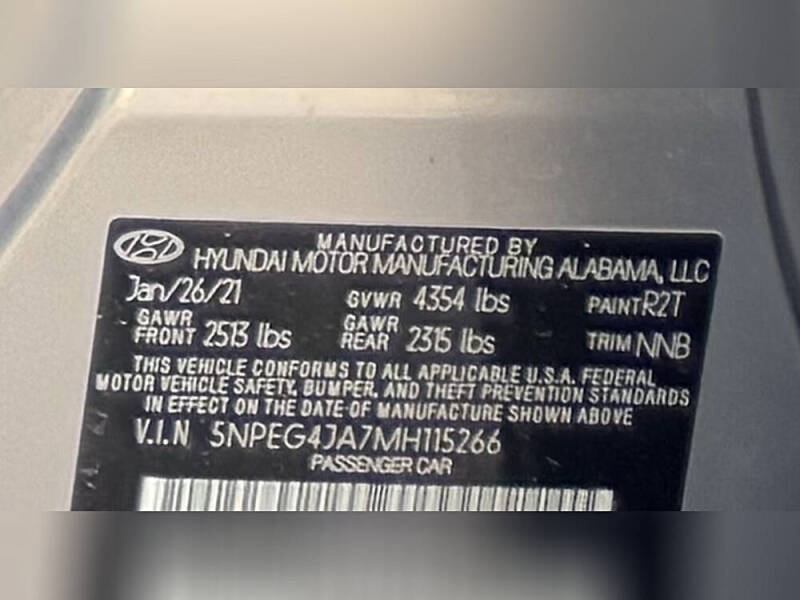 MANUFACTURED BY
HYUNDAI MOTOR MANUFACTURING ALABAMA, LLC
Jan/26/21 GVWR 4354 lbs PAINT R2T
GAWR FRONT 2513 lbs GAWR REAR 2315 lbs TRIM NNB
THIS VEHICLE CONFORMS TO ALL APPLICABLE U.S.A. FEDERAL
MOTOR VEHICLE SAFETY, BUMPER, AND THEFT PREVENTION STANDARDS
IN EFFECT ON THE DATE OF MANUFACTURE SHOWN ABOVE
V.I.N 5NPEG4JA7MH115266
PASSENGER CAR